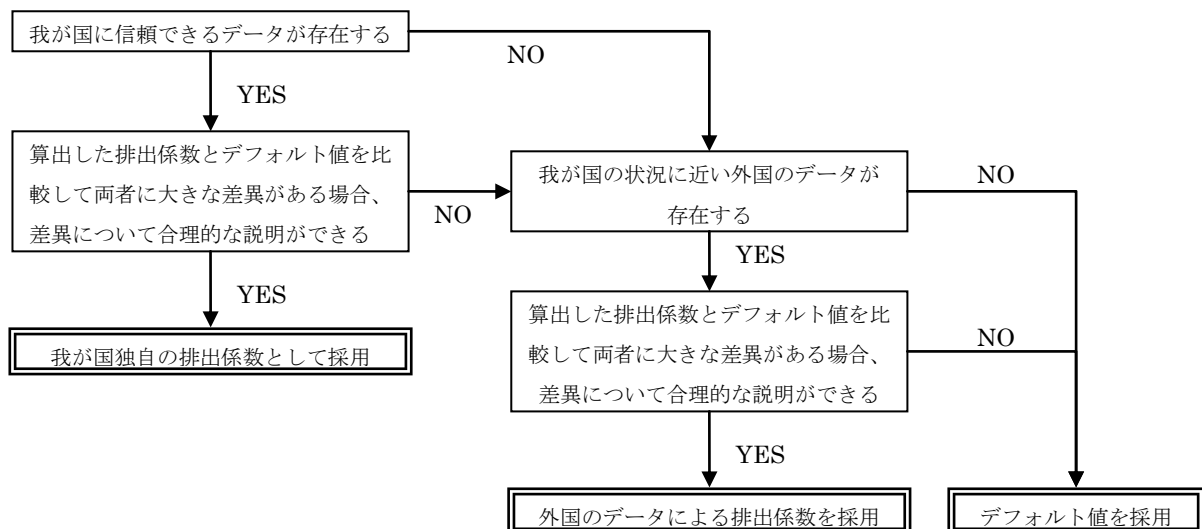 我が国に信頼できるデータが存在する
NO
YES
算出した排出係数とデフォルト値を比
較して両者に大きな差異がある場合、
差異について合理的な説明ができる
NO
我が国の状況に近い外国のデータが
存在する
NO
YES
YES
我が国独自の排出係数として採用
算出した排出係数とデフォルト値を比
較して両者に大きな差異がある場合、
差異について合理的な説明ができる
NO
YES
外国のデータによる排出係数を採用
デフォルト値を採用